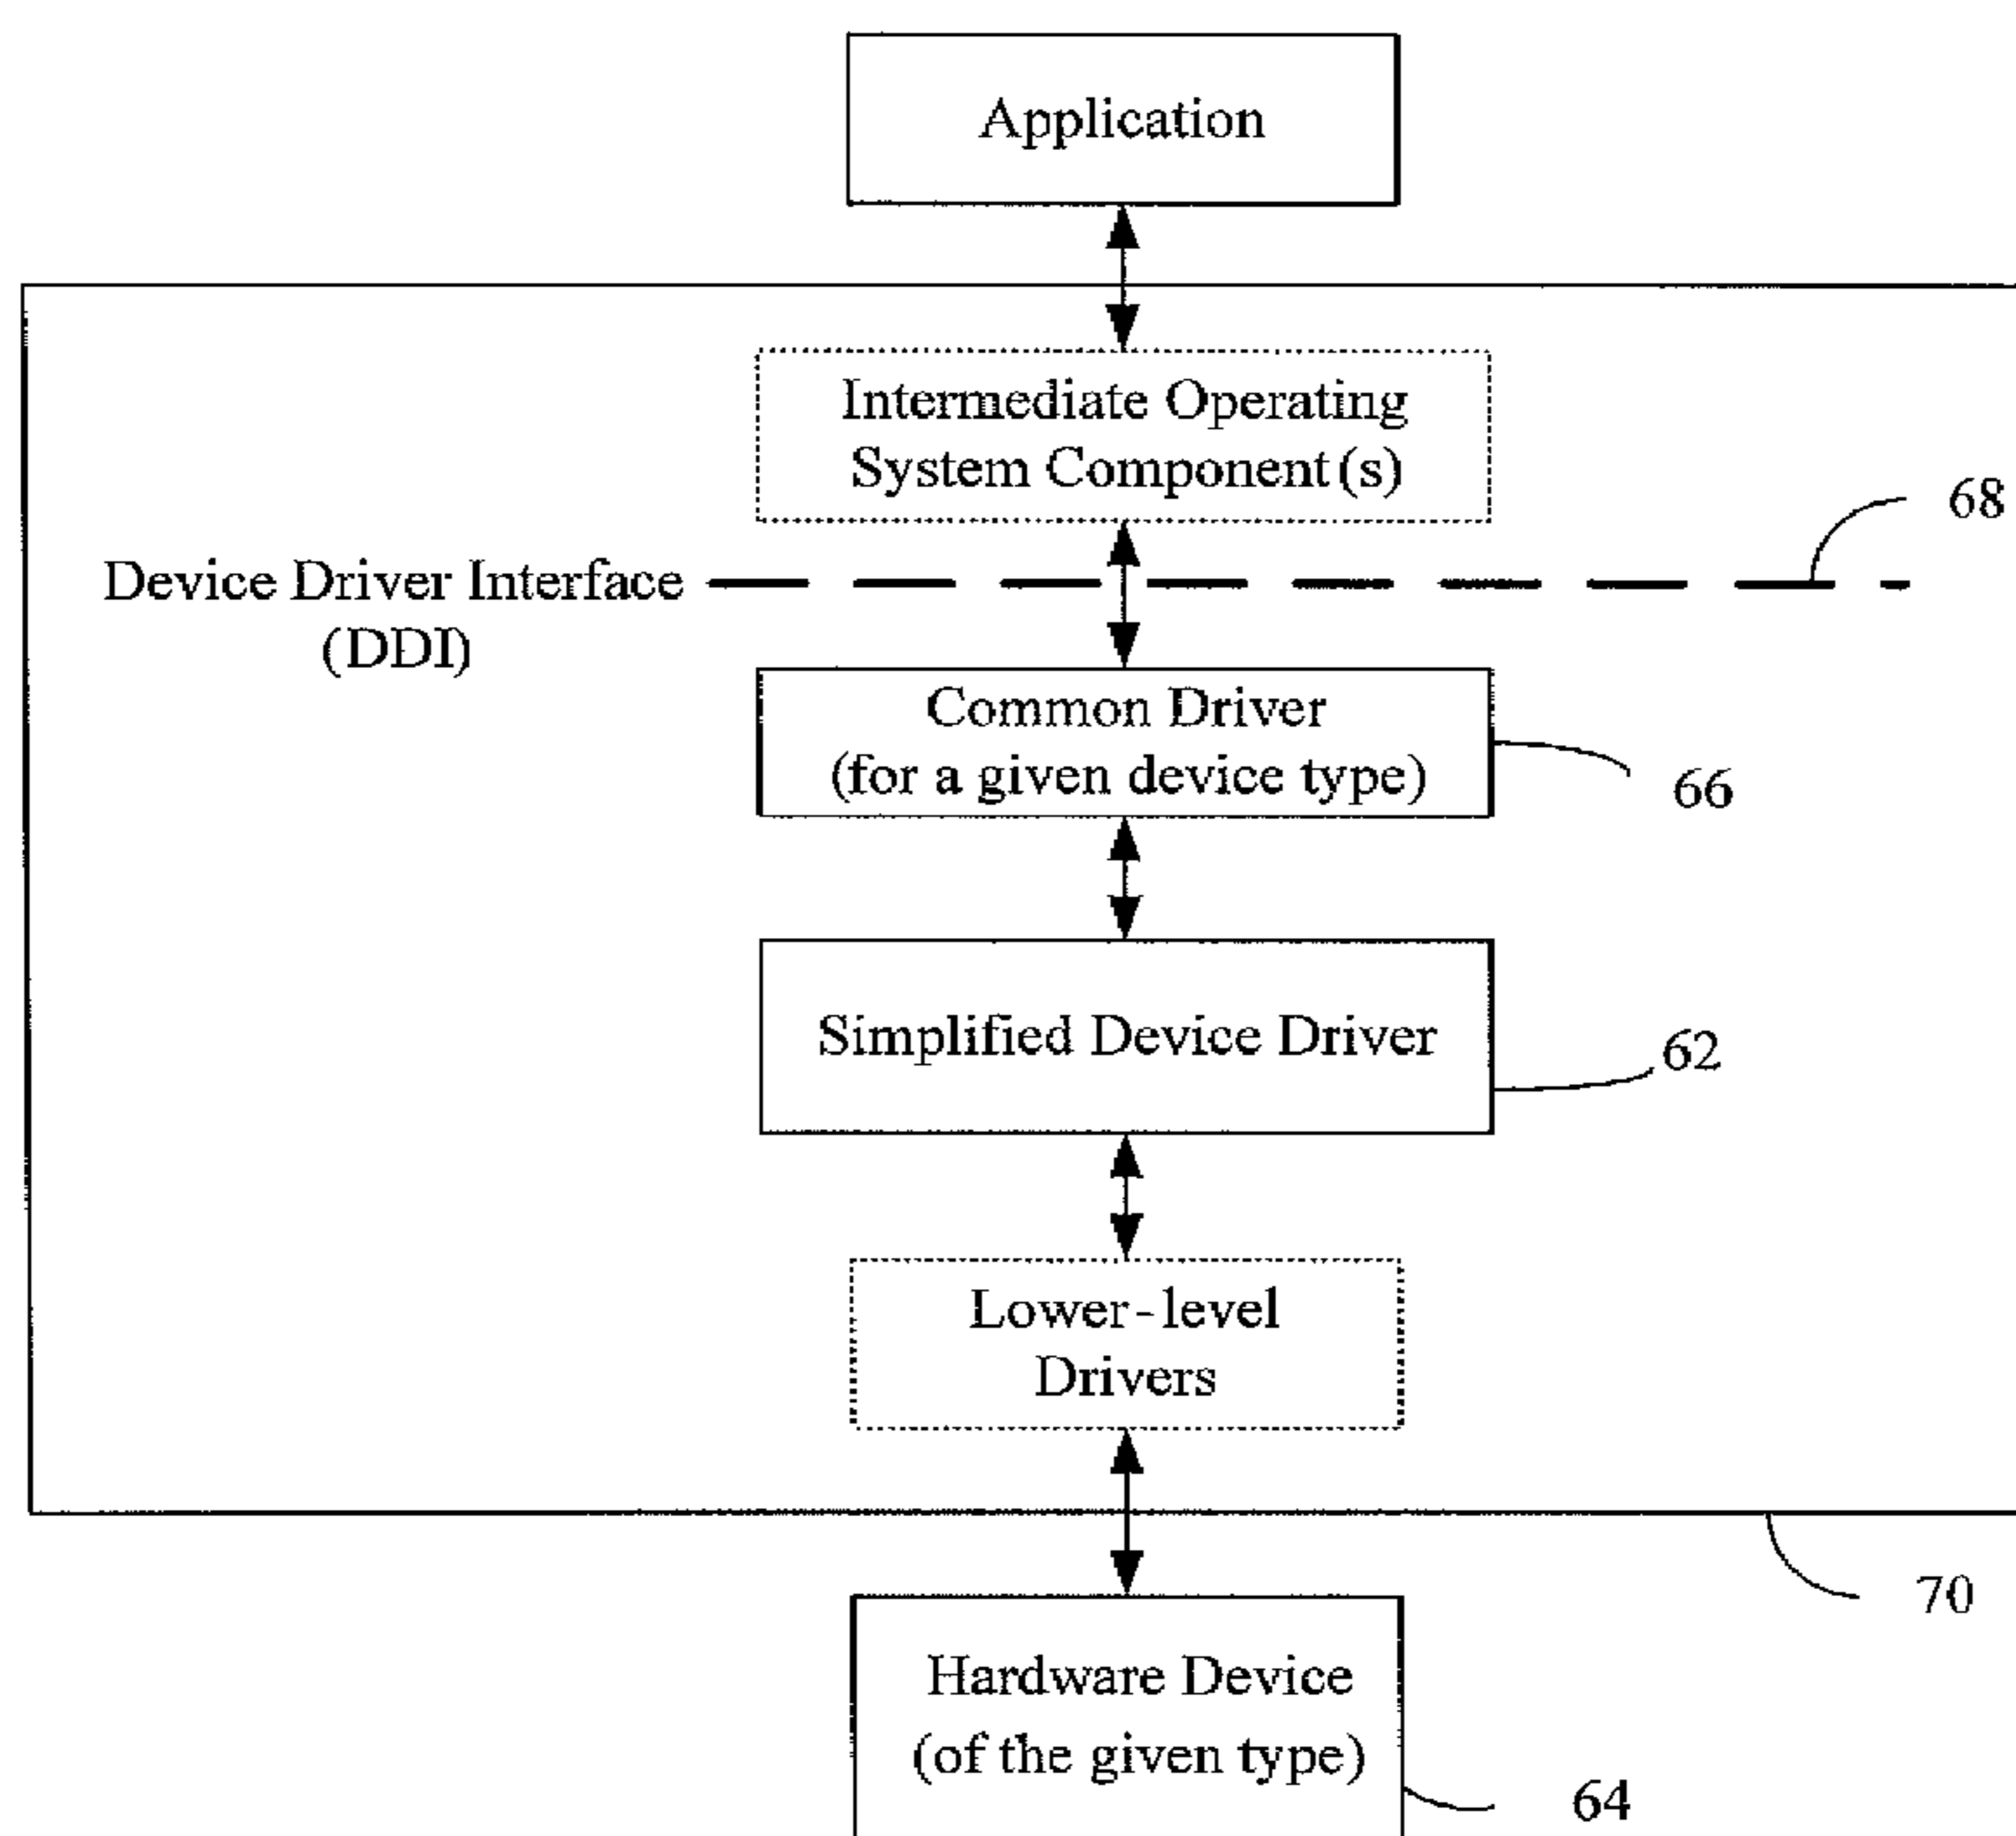 Application
Intermediate Operating
System Component(s)
68
Device Driver Interface
(DDI)
Common Driver
(for a given device type)
66
Simplified Device Driver
62
Lower-level
Drivers
70
Hardware Device
(of the given type)
64